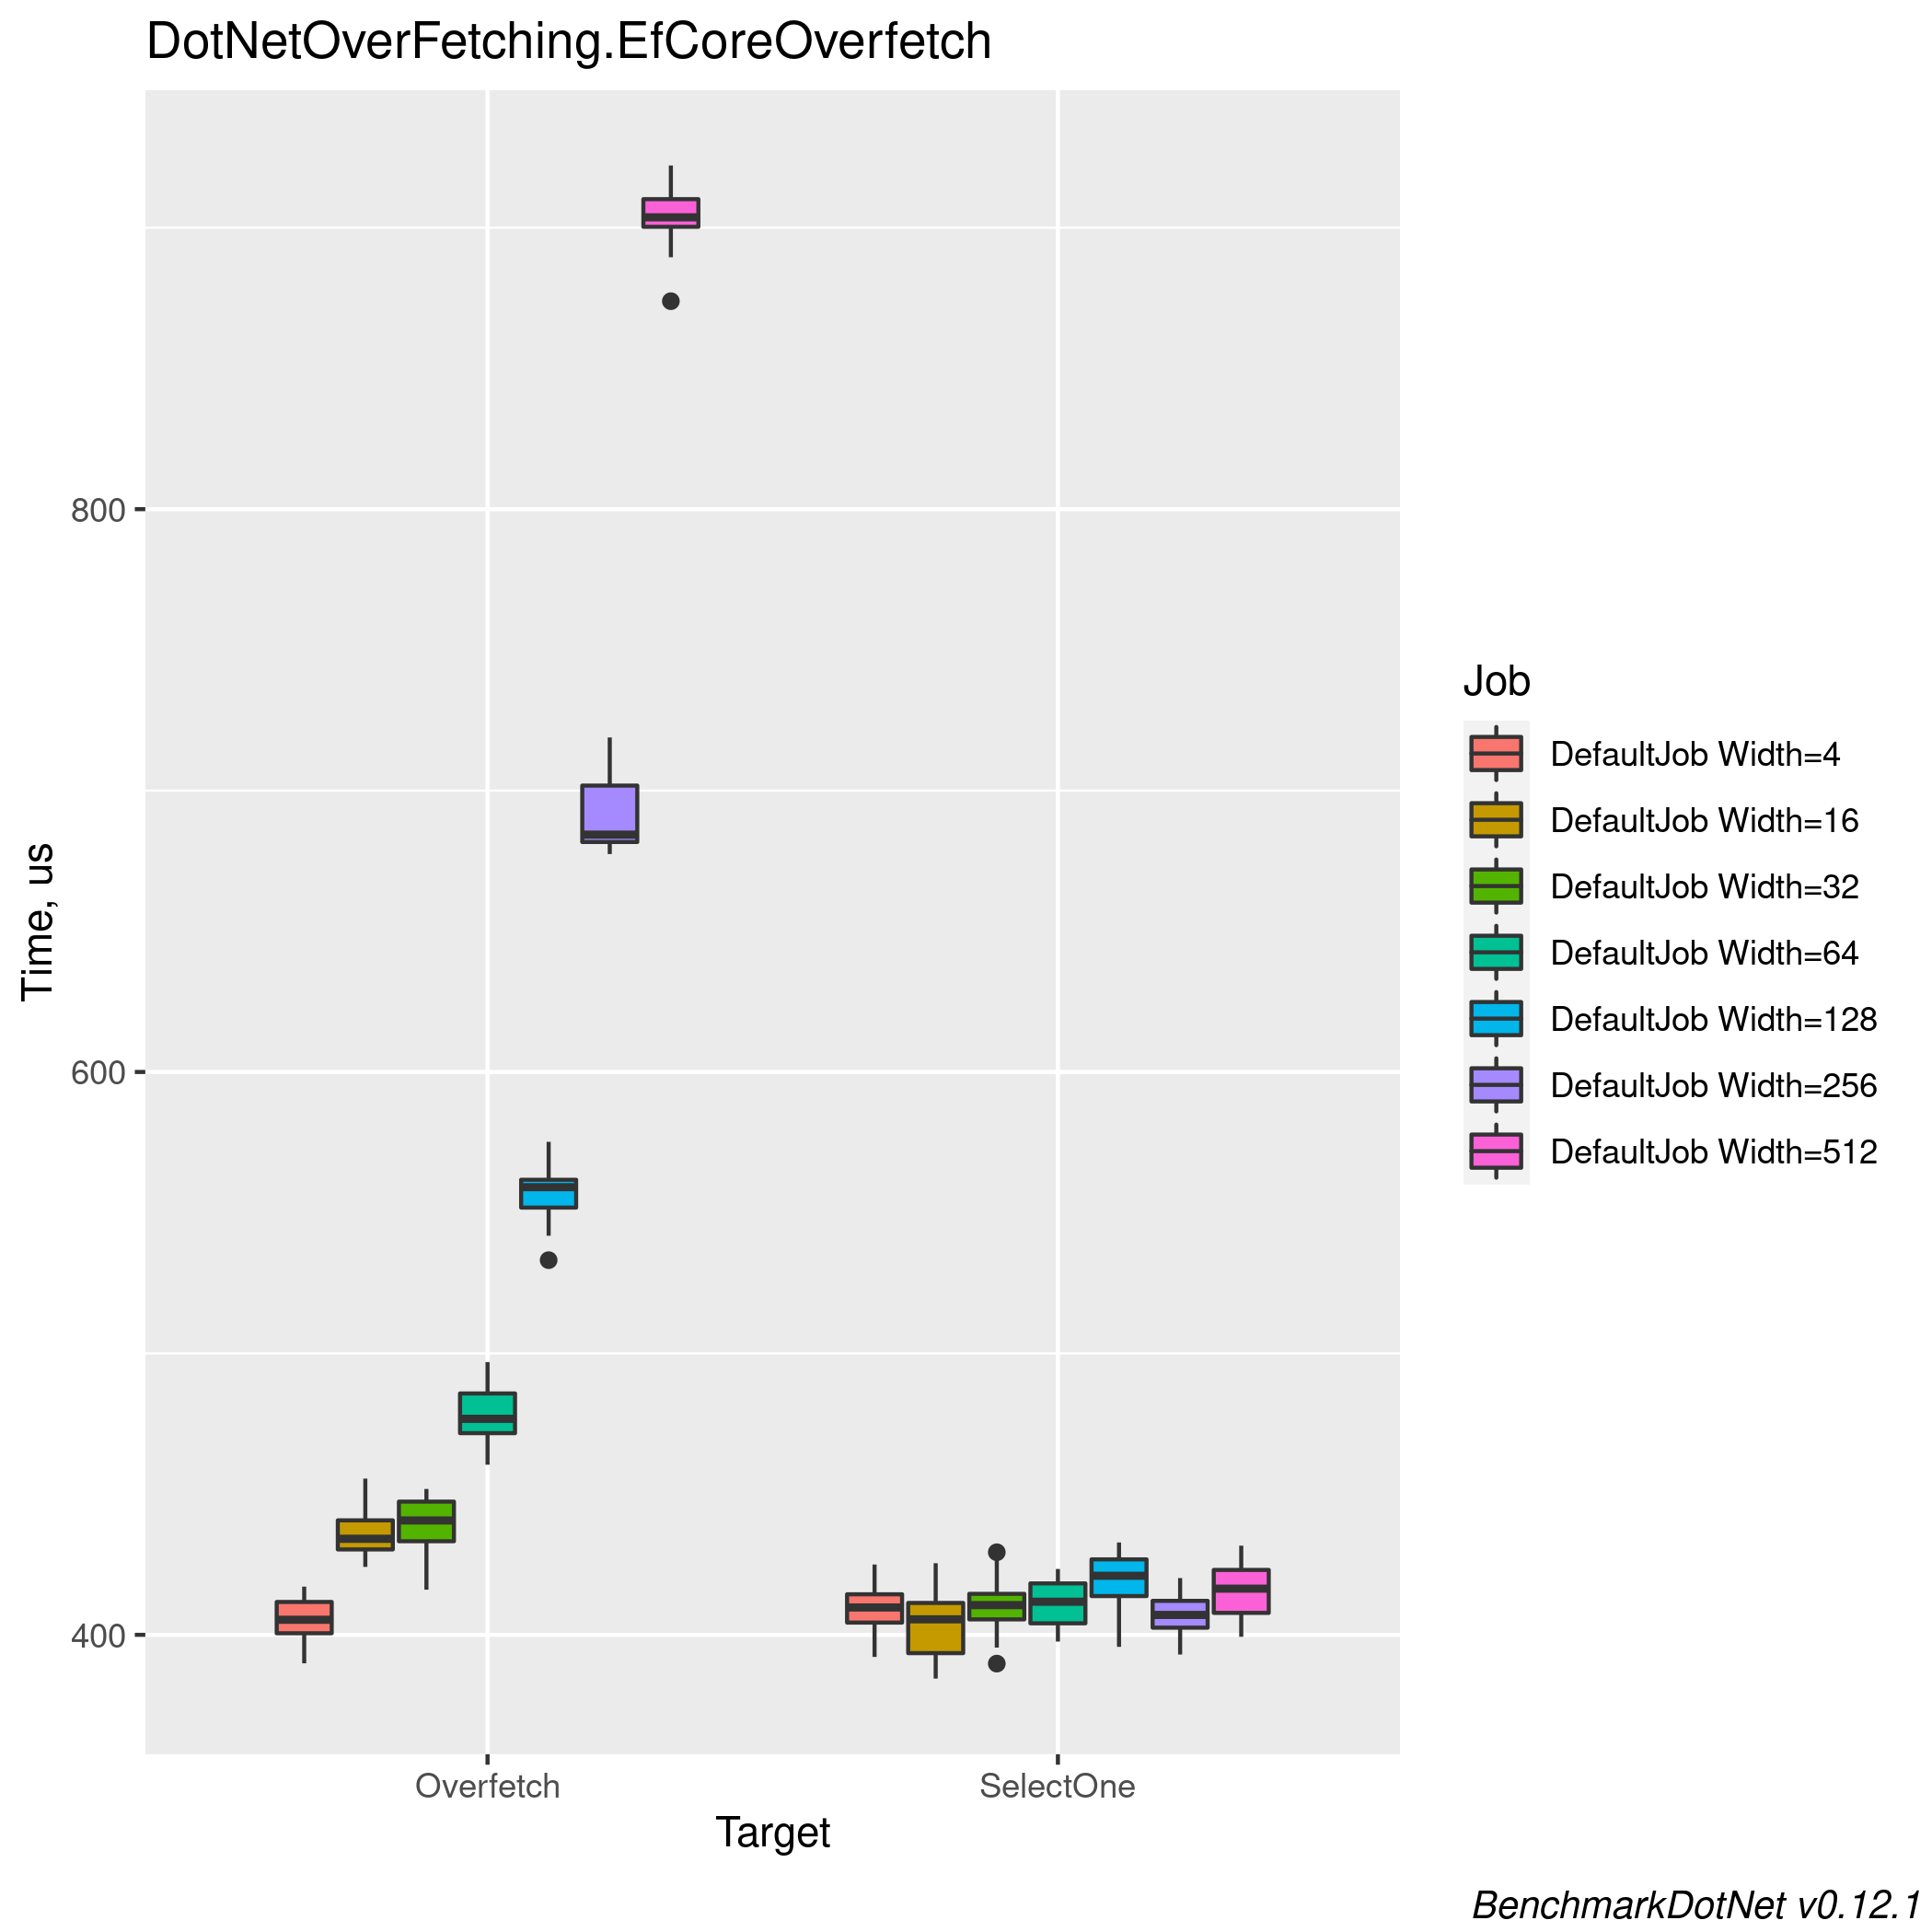 DotNetOverFetching.EfCoreOverfetch
800
600
400
Time, us
Overfetch
SelectOne
Target
Job
DefaultJob Width=4
DefaultJob Width=16
DefaultJob Width=32
DefaultJob Width=64
DefaultJob Width=128
DefaultJob Width=256
DefaultJob Width=512
BenchmarkDotNet v0.12.1